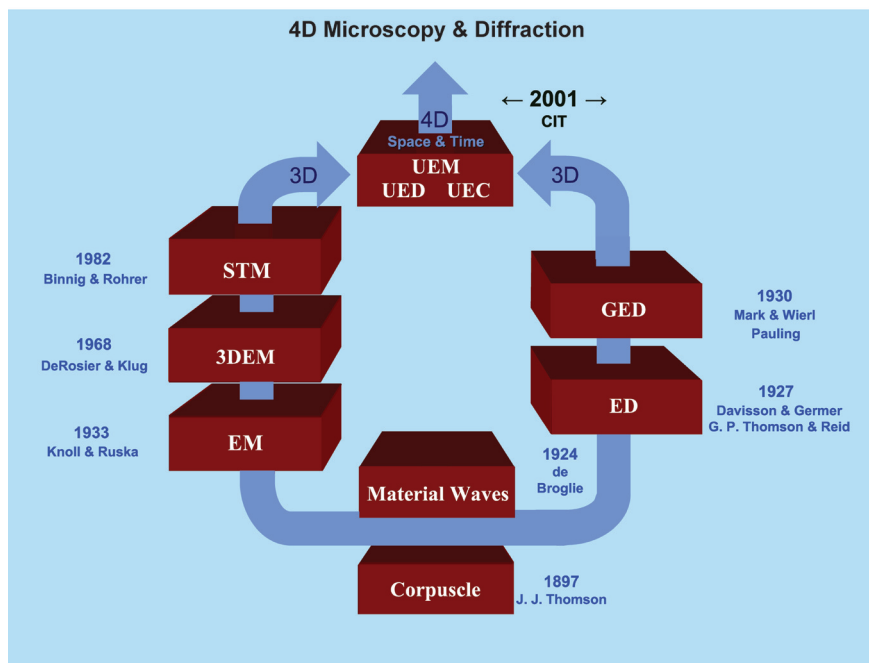 4D Microscopy & Diffraction
← 2001 →
CIT
4D
Space & Time
UEM
UED UEC
3D
3D
STM
1982
Binnig & Rohrer
3DEM
1968
DeRosier & Klug
EM
1933
Knoll & Ruska
GED
1930
Mark & Wierl
Pauling
ED
1927
Davisson & Germer
G. P. Thomson & Reid
Material Waves
1924
de
Broglie
Corpuscle
1897
J. J. Thomson